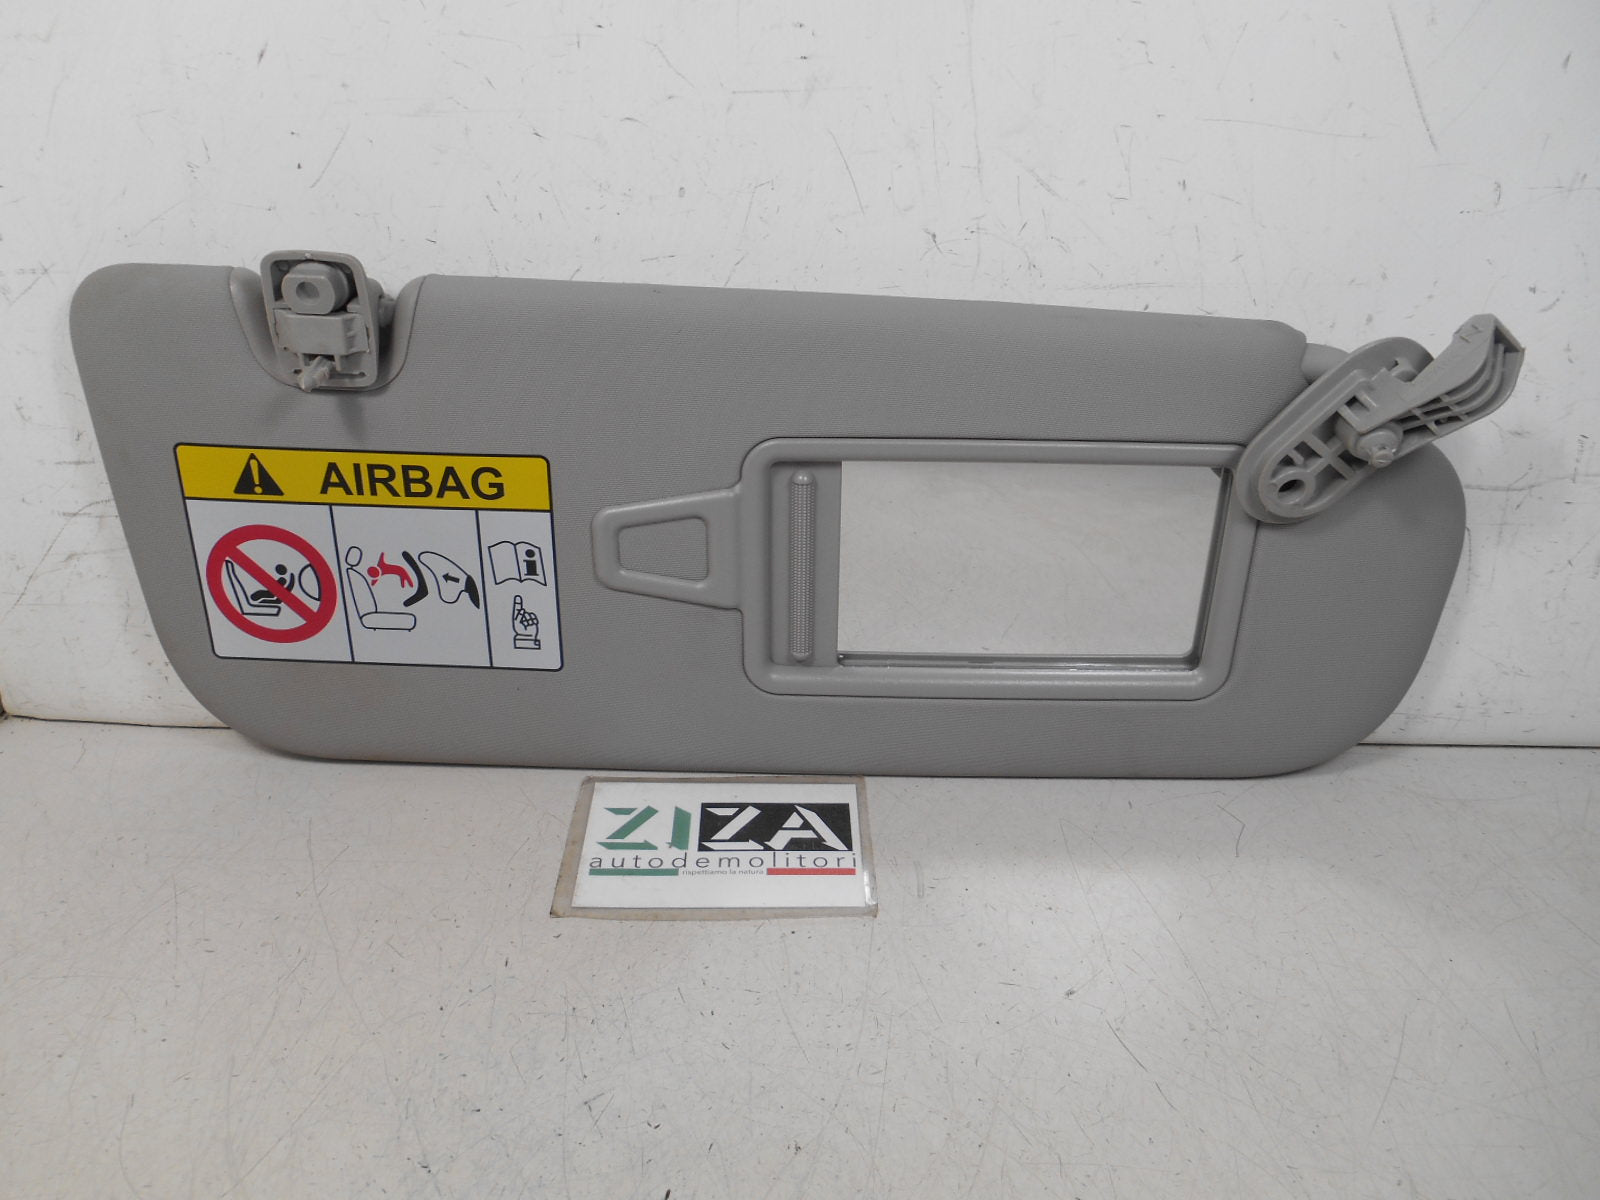 AIRBAG
ZIZA
autodemolitori
rispettiamo la natura